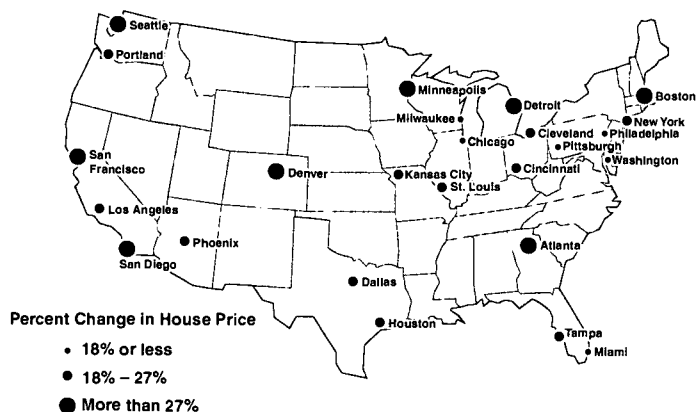 Seattle
Portland
Minneapolis
Boston
Detroit
Milwaukee
New York
Cleveland
Philadelphia
Chicago
Pittsburgh
San
Francisco
Washington
Denver
Kansas City
Cincinnati
St. Louis
Los Angeles
Phoenix
Atlanta
San Diego
Dallas
Houston
Tampa
Miami
Percent Change in House Price
18% or less
18% – 27%
More than 27%